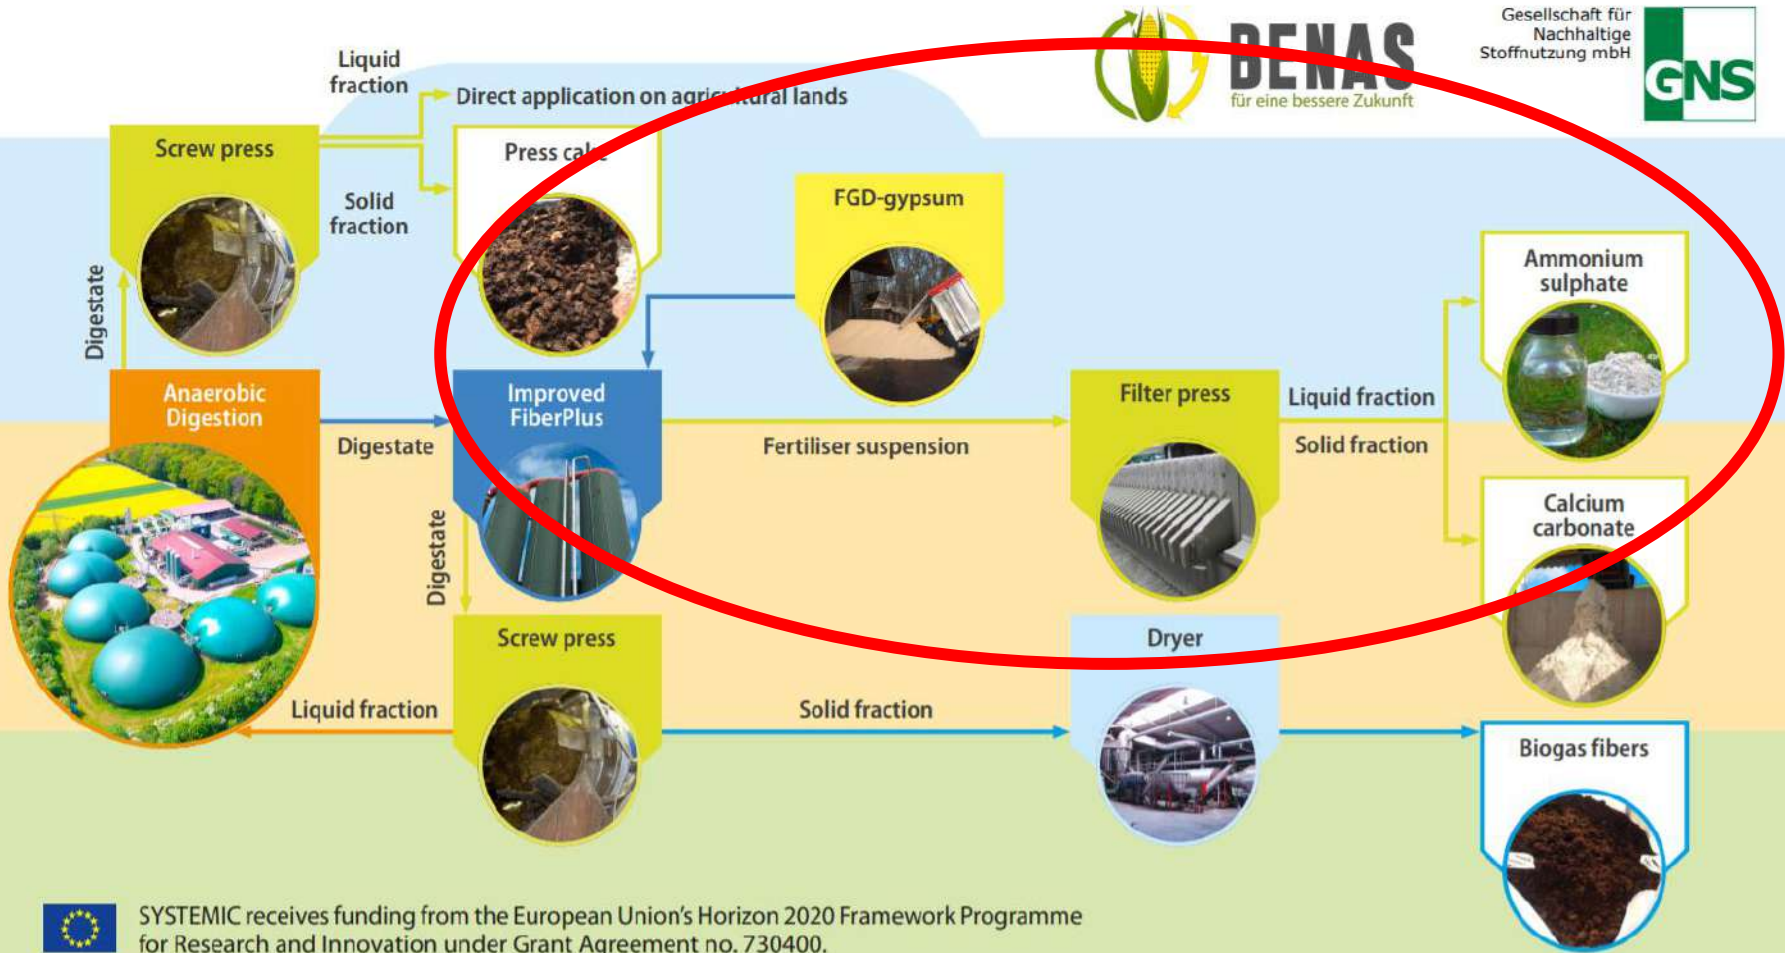 BENAS
für eine bessere Zukunft
Gesellschaft für
Nachhaltige
Stoffnutzung mbH
GNS
Liquid
fraction
Direct application on agricultural lands
Screw press
Press cake
Solid
fraction
FGD-gypsum
Digestate
Ammonium
sulphate
Anaerobic
Digestion
Improved
FiberPlus
Filter press
Liquid fraction
Digestate
Fertiliser suspension
Solid fraction
Calcium
carbonate
Digestate
Screw press
Dryer
Liquid fraction
Solid fraction
Biogas fibers
SYSTEMIC receives funding from the European Union's Horizon 2020 Framework Programme
for Research and Innovation under Grant Agreement no. 730400.